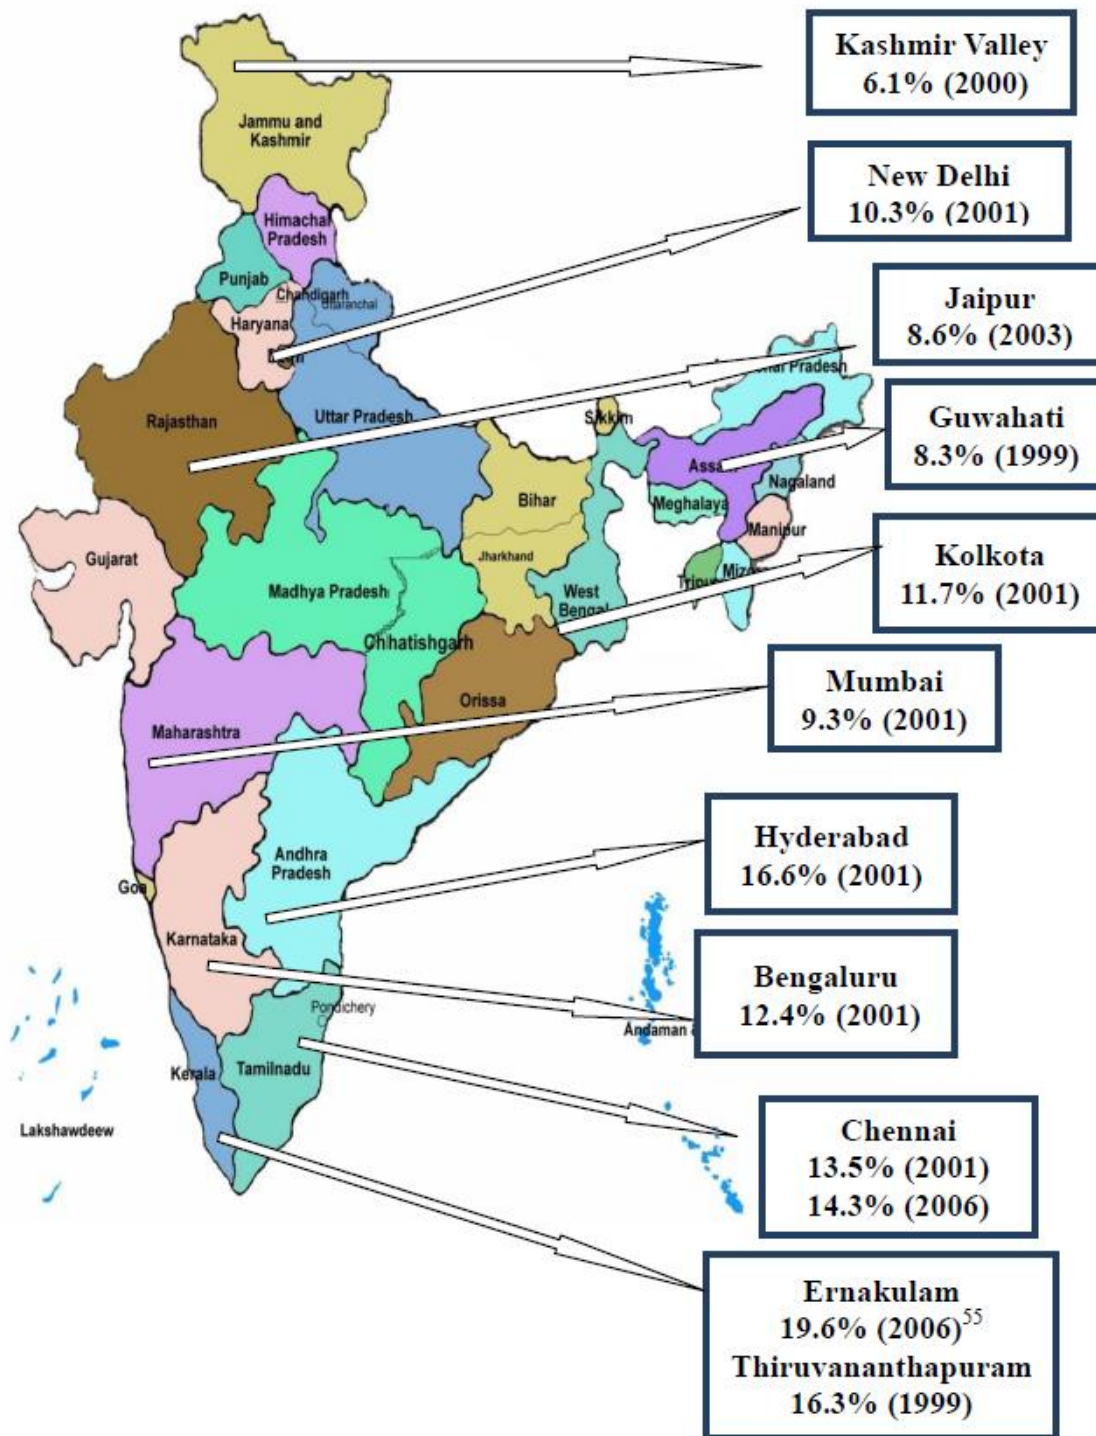 Kashmir Valley
6.1% (2000)
Jammu and
Kashmir
New Delhi
10.3% (2001)
Himachal
Pradesh
Punjab
Chandigarh
Uttaranchal
Haryana
Jaipur
8.6% (2003)
Pradesh
Rajasthan
Uttar Pradesh
Sikkim
Guwahati
8.3% (1999)
Nagaland
Bihar
Meghalaya
Manipur
Gujarat
Jharkhand
Kolkota
11.7% (2001)
Madhya Pradesh
West
Chhatishgarh
Mumbai
9.3% (2001)
Orissa
Maharashtra
Hyderabad
16.6% (2001)
Andhra
Pradesh
Goa
Karnataka
Bengaluru
12.4% (2001)
Pondichery
Andaman
Kerala
Tamilnadu
Lakshawdeew
Chennai
13.5% (2001)
14.3% (2006)
Ernakulam
19.6% (2006)55
Thiruvananthapuram
16.3% (1999)